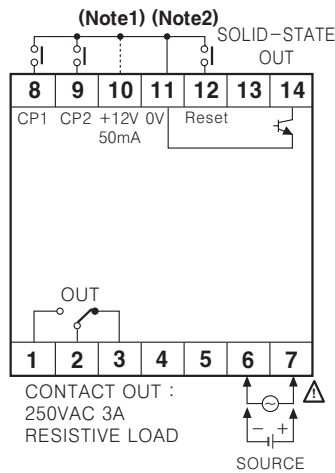 (Note1) (Note2)
SOLID-STATE
OUT
8 9 10 11 12 13 14
CP1 CP2 +12V 0V Reset
50mA
OUT
1 2 3 4 5 6 7
CONTACT OUT :
250VAC 3A
RESISTIVE LOAD
− +
SOURCE